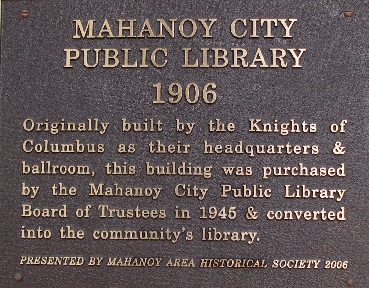 MAHANOY CITY
PUBLIC LIBRARY
1906
Originally built by the Knights of
Columbus as their headquarters &
ballroom, this building was purchased
by the Mahanoy City Public Library
Board of Trustees in 1945 & converted
into the community's library.
PRESENTED BY MAHANOY AREA HISTORICAL SOCIETY 2006